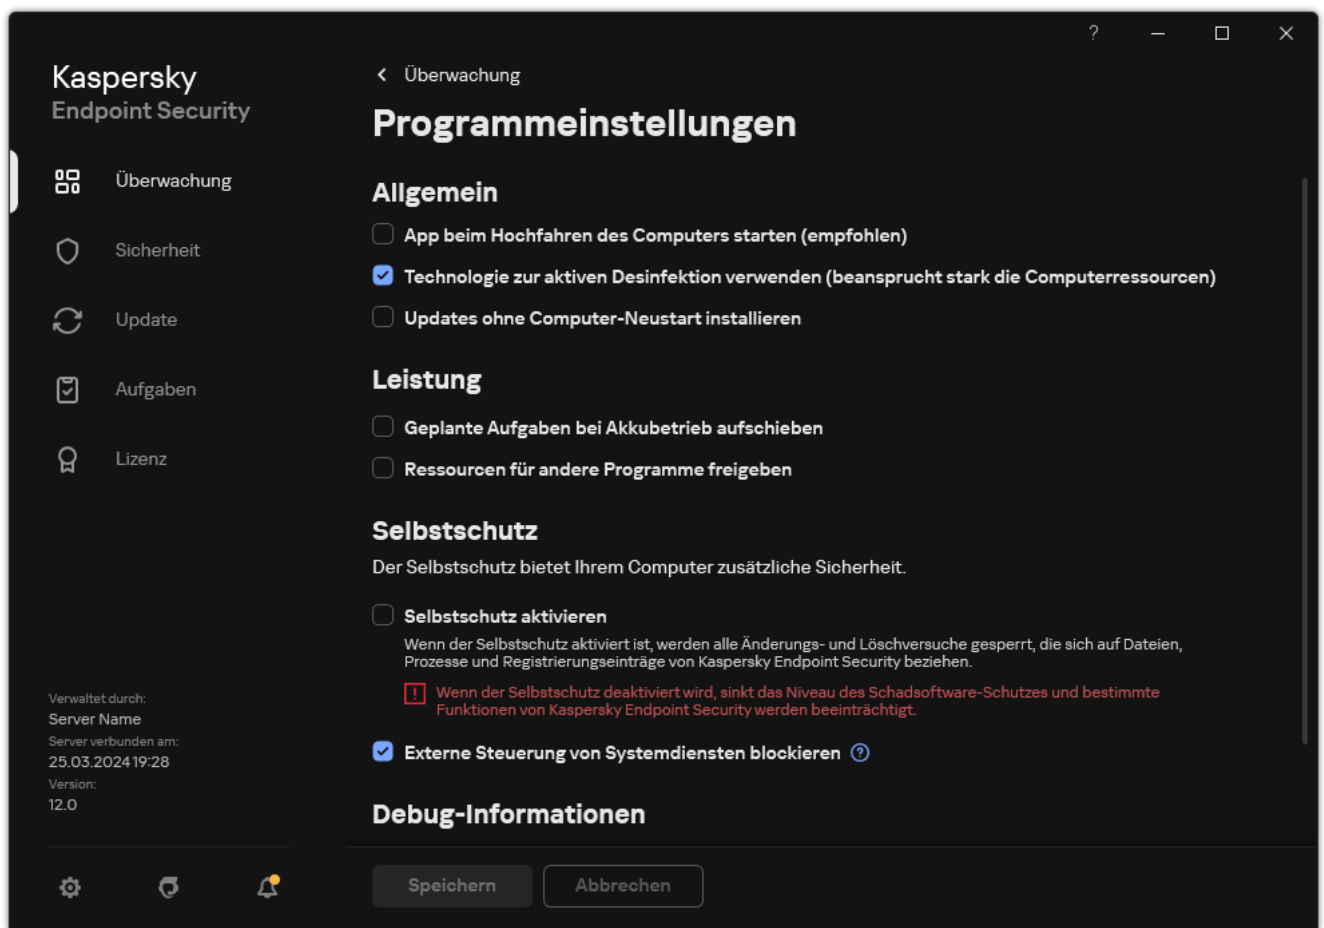 ?
Kaspersky
Endpoint Security
Überwachung
Sicherheit
Update
Aufgaben
Lizenz
Verwaltet durch:
Server Name
Server verbunden am:
25.03.2024 19:28
Version:
12.0
Überwachung
Programmeinstellungen
Allgemein
App beim Hochfahren des Computers starten (empfohlen)
Technologie zur aktiven Desinfektion verwenden (beansprucht stark die Computerressourcen)
Updates ohne Computer-Neustart installieren
Leistung
Geplante Aufgaben bei Akkubetrieb aufschieben
Ressourcen für andere Programme freigeben
Selbstschutz
Der Selbstschutz bietet Ihrem Computer zusätzliche Sicherheit.
Selbstschutz aktivieren
Wenn der Selbstschutz aktiviert ist, werden alle Änderungs- und Löschversuche gesperrt, die sich auf Dateien,
Prozesse und Registrierungseinträge von Kaspersky Endpoint Security beziehen.
! Wenn der Selbstschutz deaktiviert wird, sinkt das Niveau des Schadsoftware-Schutzes und bestimmte
Funktionen von Kaspersky Endpoint Security werden beeinträchtigt.
Externe Steuerung von Systemdiensten blockieren ?
Debug-Informationen
Speichern
Abbrechen